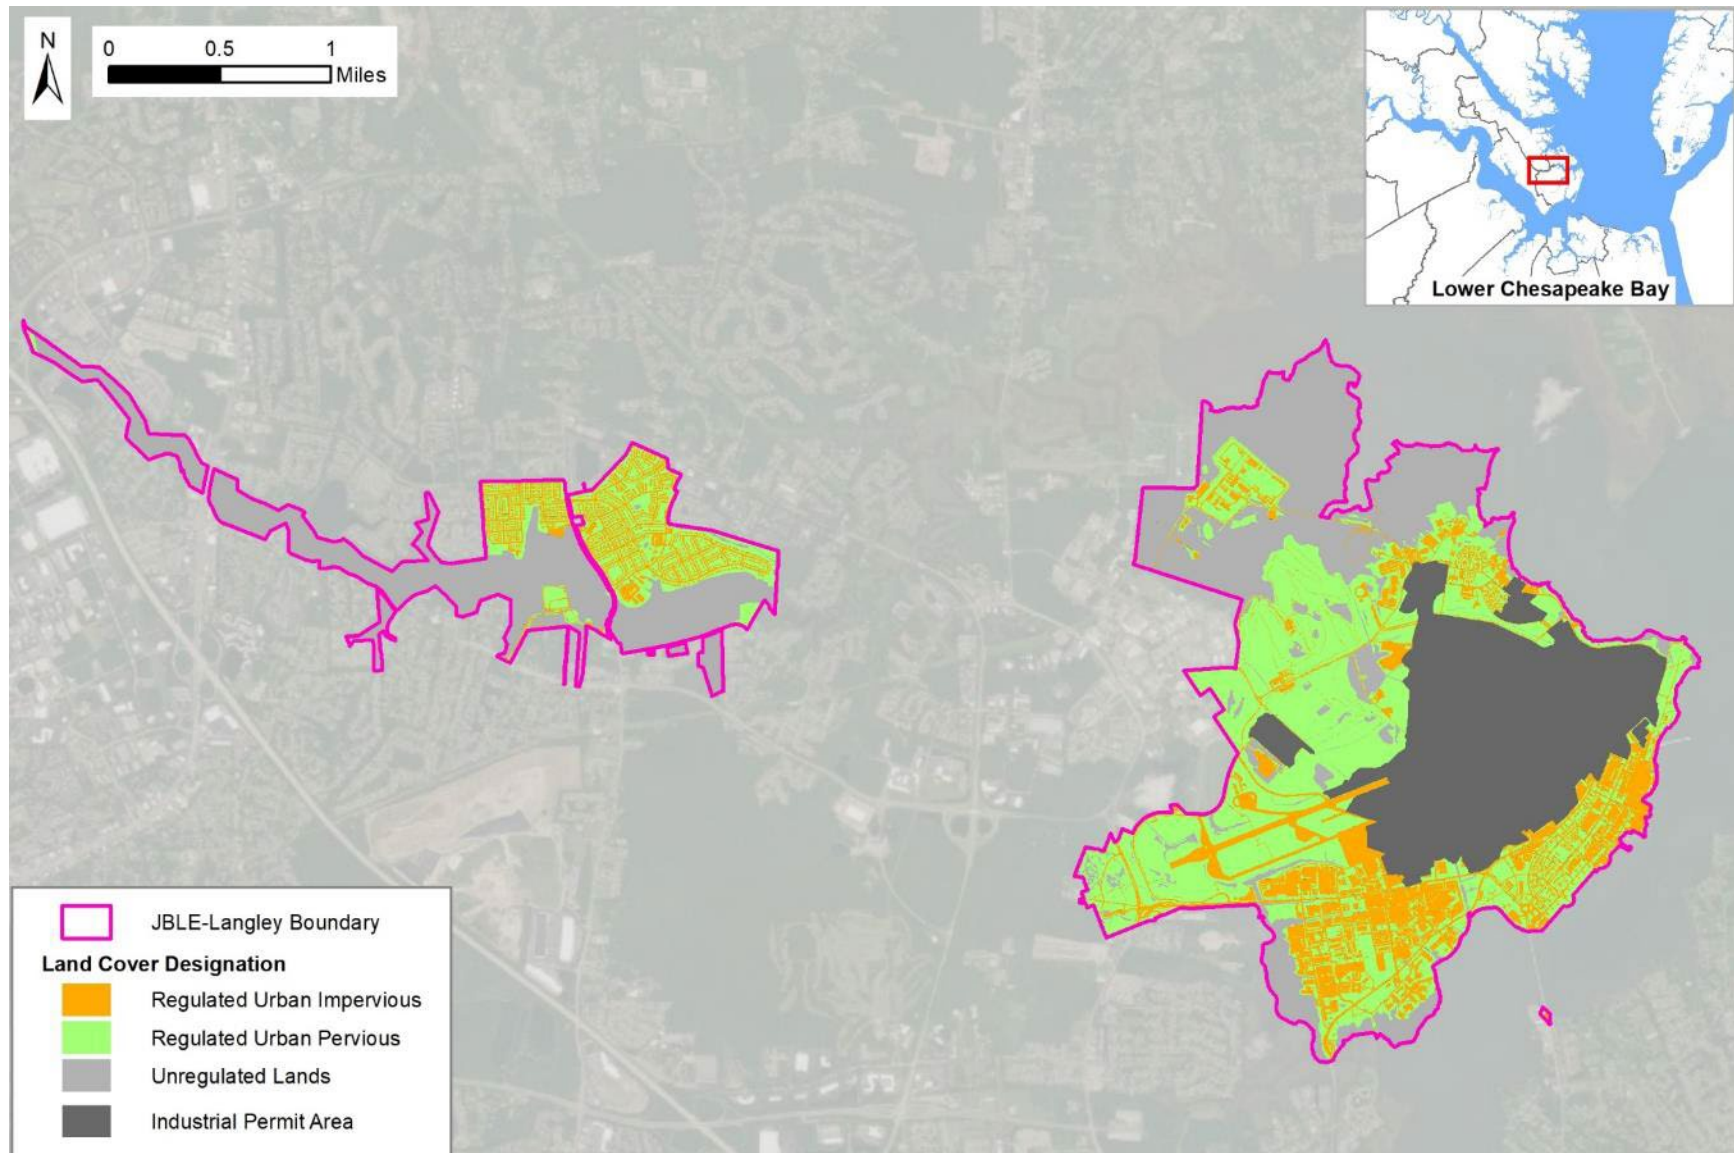 N
0 0.5 1
Miles
Lower Chesapeake Bay
JBLE-Langley Boundary
Land Cover Designation
Regulated Urban Impervious
Regulated Urban Pervious
Unregulated Lands
Industrial Permit Area